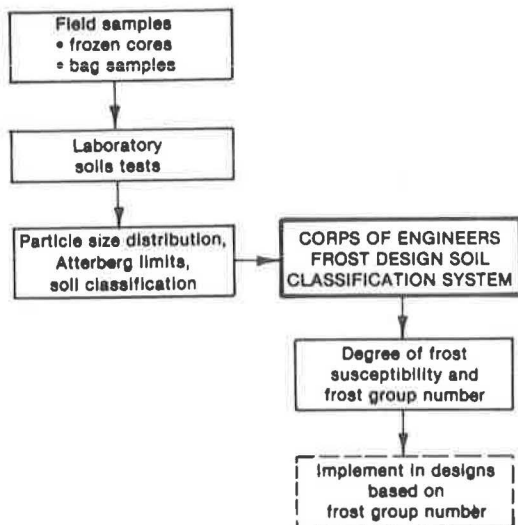 Field samples
• frozen cores
• bag samples
Laboratory
soils tests
Particle size distribution,
Atterberg limits,
soil classification
CORPS OF ENGINEERS
FROST DESIGN SOIL
CLASSIFICATION SYSTEM
Degree of frost
susceptibility and
frost group number
Implement in designs
based on
frost group number